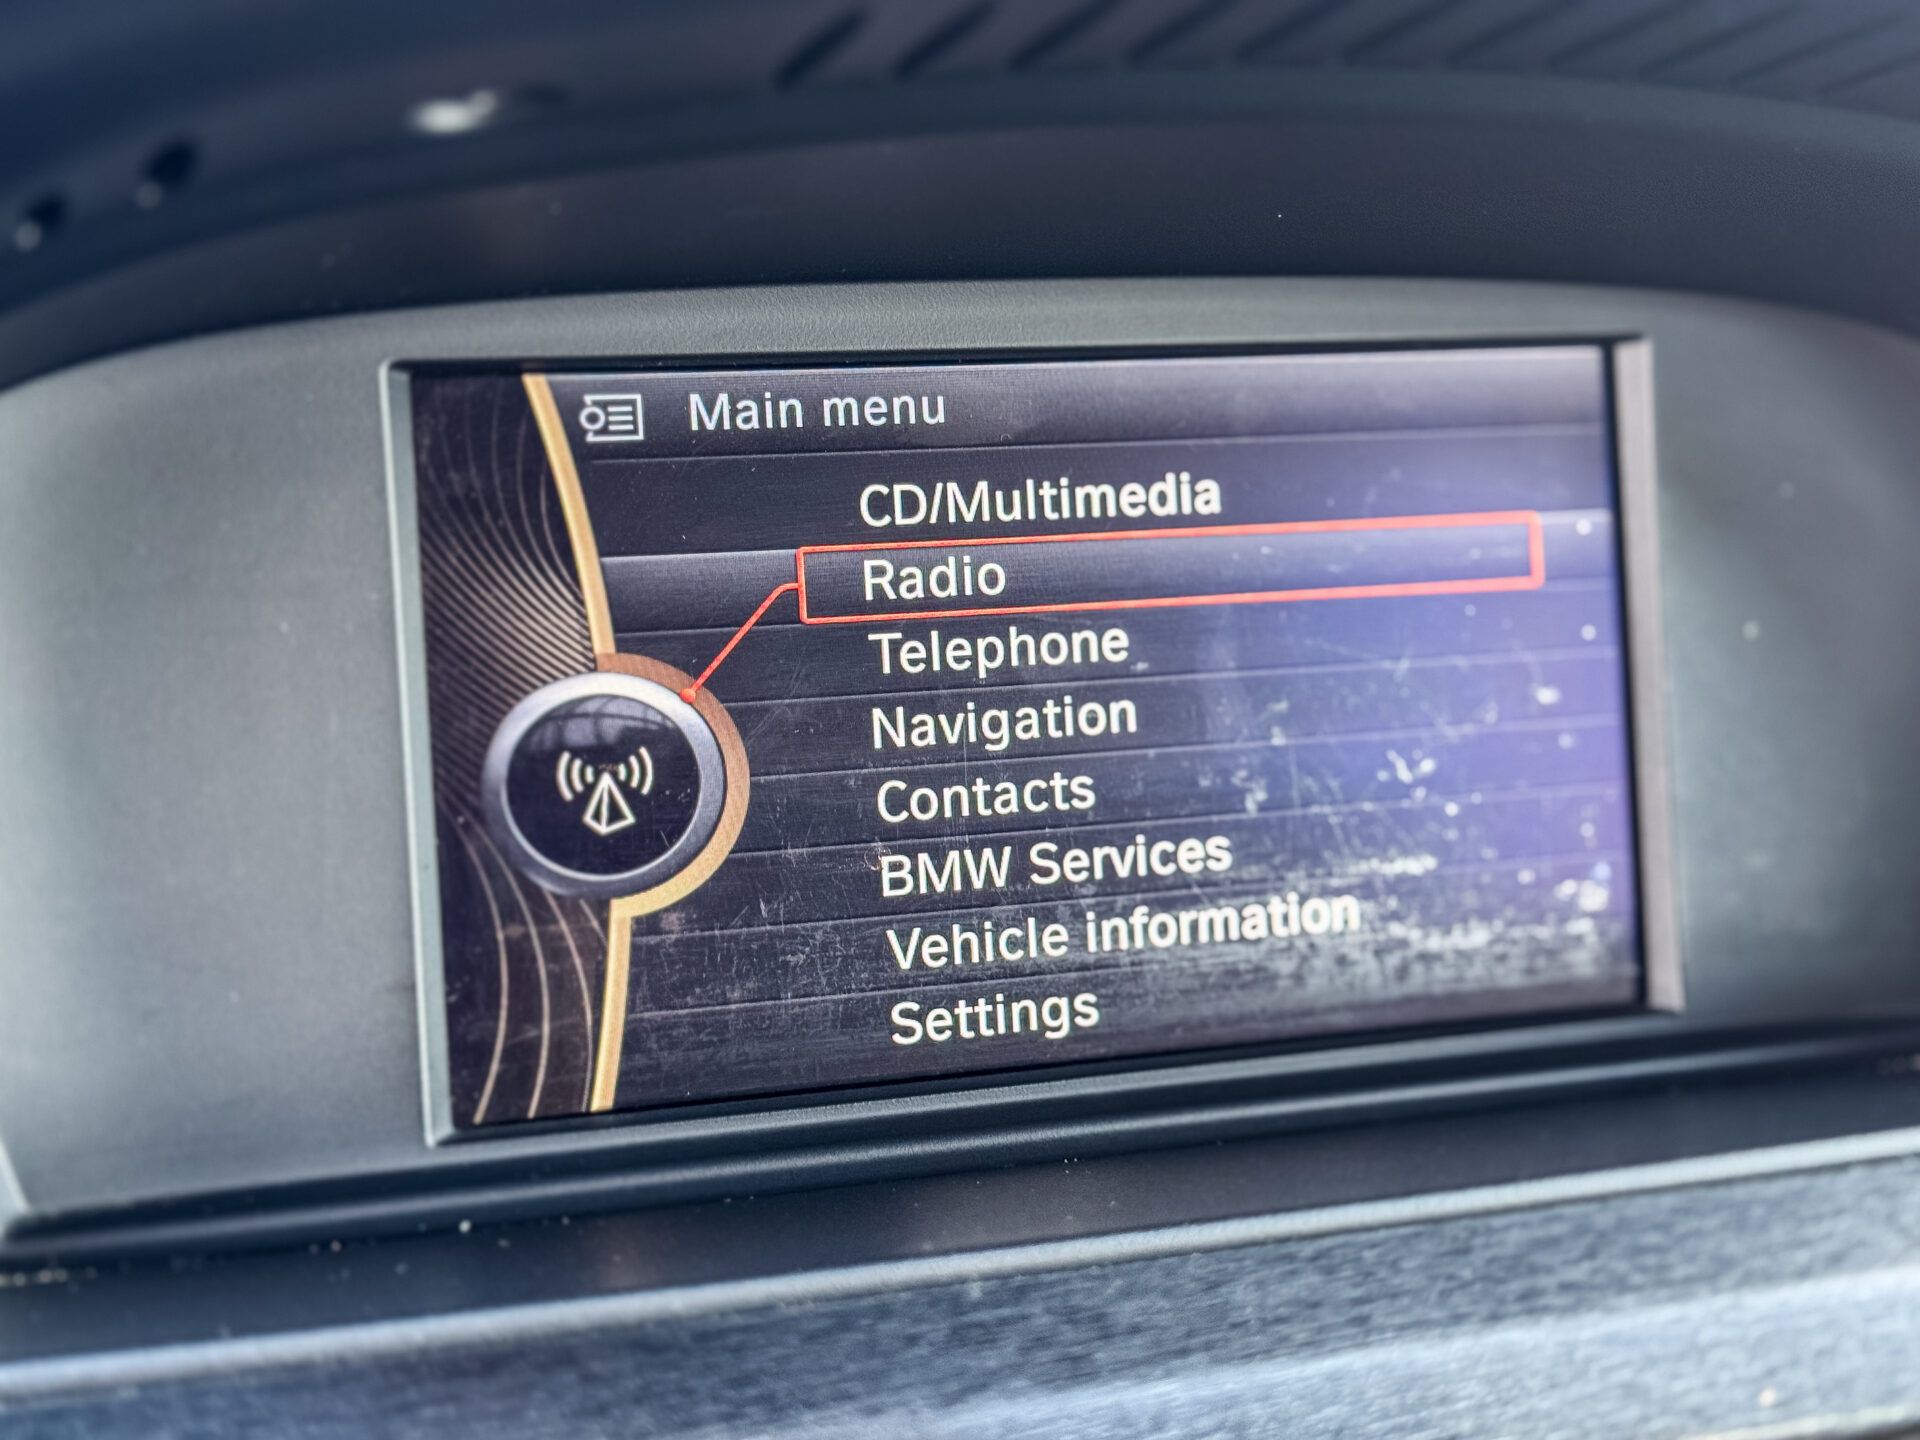 Main menu
CD/Multimedia
Radio
Telephone
Navigation
Contacts
BMW Services
Vehicle information
Settings